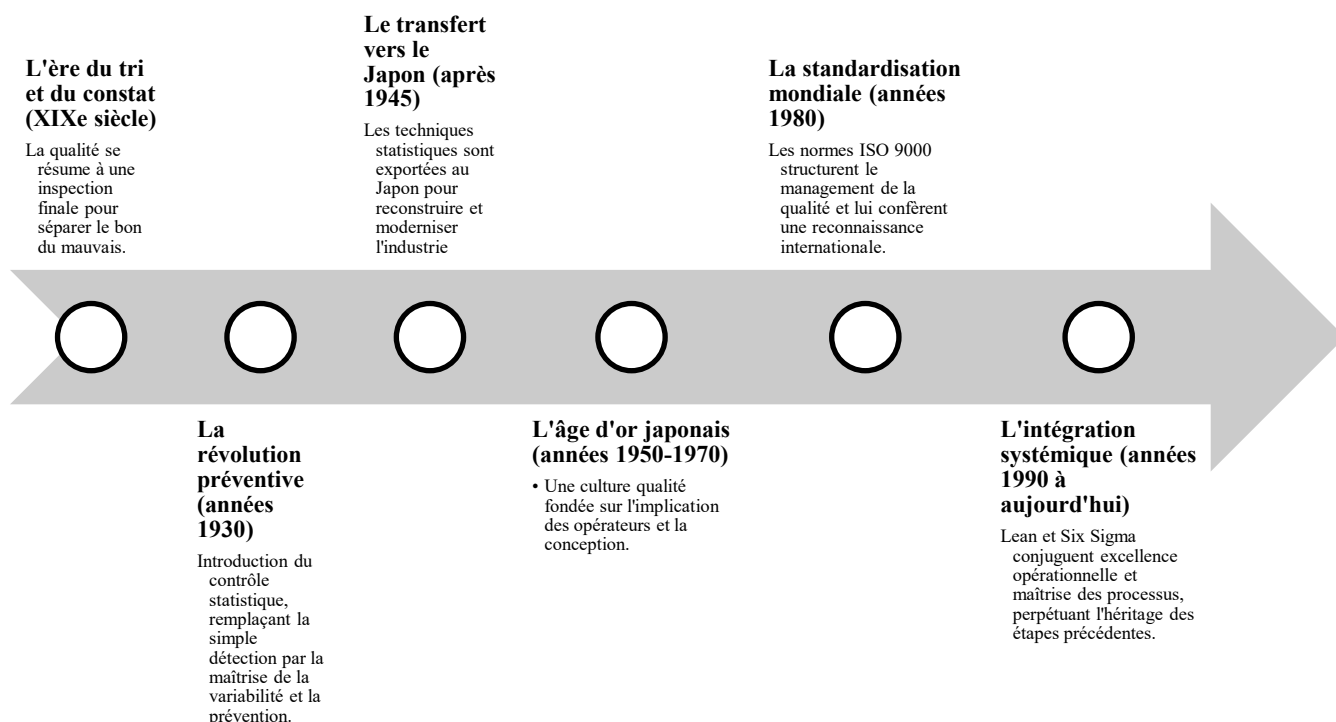 L'ère du tri
et du constat
(XIXe siècle)
La qualité se
résume à une
inspection
finale pour
séparer le bon
du mauvais.
La
révolution
préventive
(années
1930)
Introduction du
contrôle
statistique,
remplaçant la
simple
détection par la
maîtrise de la
variabilité et la
prévention.
Le transfert
vers le
Japon (après
1945)
Les techniques
statistiques sont
exportées au
Japon pour
reconstruire et
moderniser
l'industrie
L'âge d'or japonais
(années 1950-1970)
• Une culture qualité
fondée sur l'implication
des opérateurs et la
conception.
La standardisation
mondiale (années
1980)
Les normes ISO 9000
structurent le
management de la
qualité et lui confèrent
une reconnaissance
internationale.
L'intégration
systémique (années
1990 à
aujourd'hui)
Lean et Six Sigma
conjuguent excellence
opérationnelle et
maîtrise des processus,
perpétuant l'héritage des
étapes précédentes.